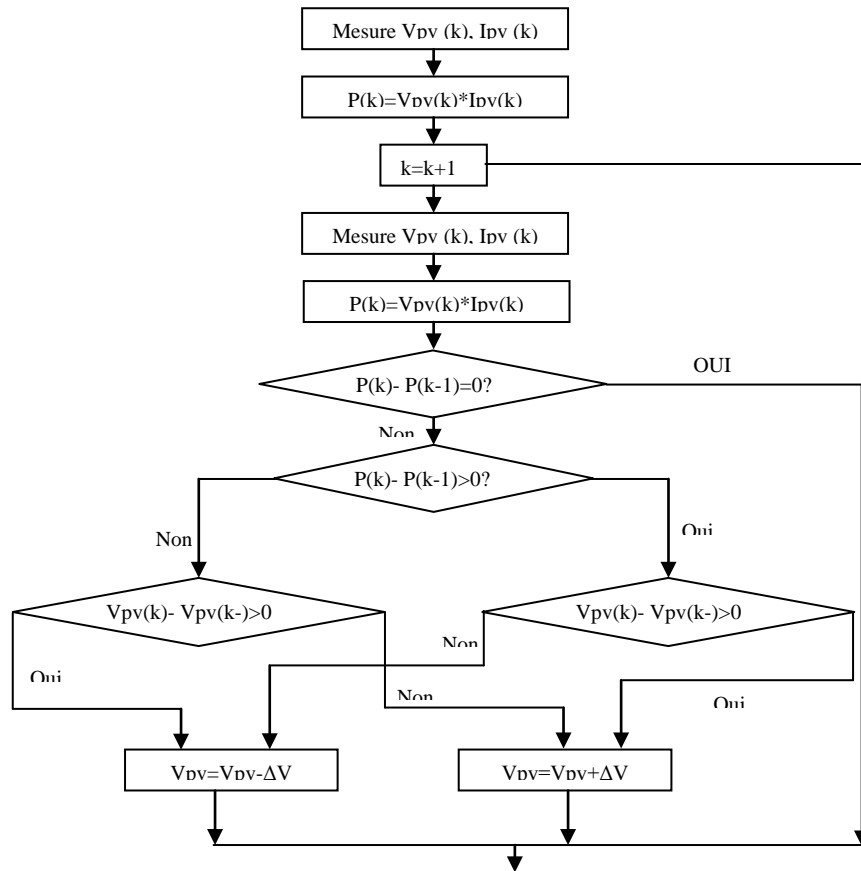 Mesure Vpv (k), Ipv (k)
P(k)=Vpv(k)*Ipv(k)
k=k+1
Mesure Vpv (k), Ipv (k)
P(k)=Vpv(k)*Ipv(k)
P(k)- P(k-1)=0?
OUI
Non
P(k)- P(k-1)>0?
Non
Oui
Vpv(k)- Vpv(k-)>0
Vpv(k)- Vpv(k-)>0
Non
Oui
Non
Oui
Vpv=Vpv-ΔV
Vpv=Vpv+ΔV